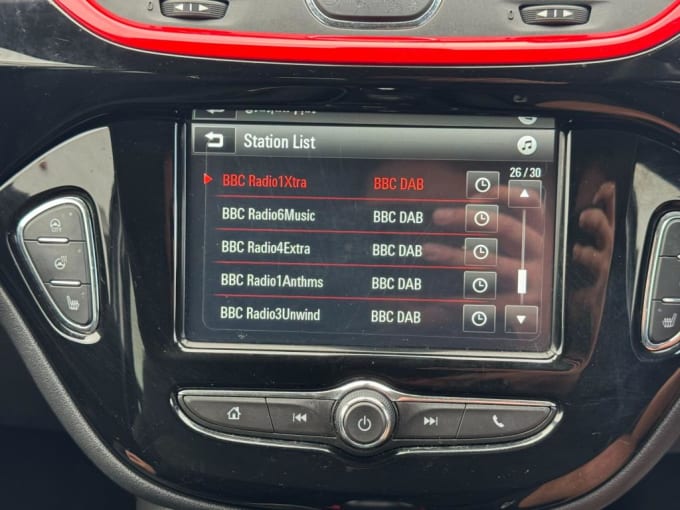 Station List
26 / 30
BBC Radio1Xtra BBC DAB
BBC Radio6Music BBC DAB
BBC Radio4Extra BBC DAB
BBC Radio1Anthms BBC DAB
BBC Radio3Unwind BBC DAB